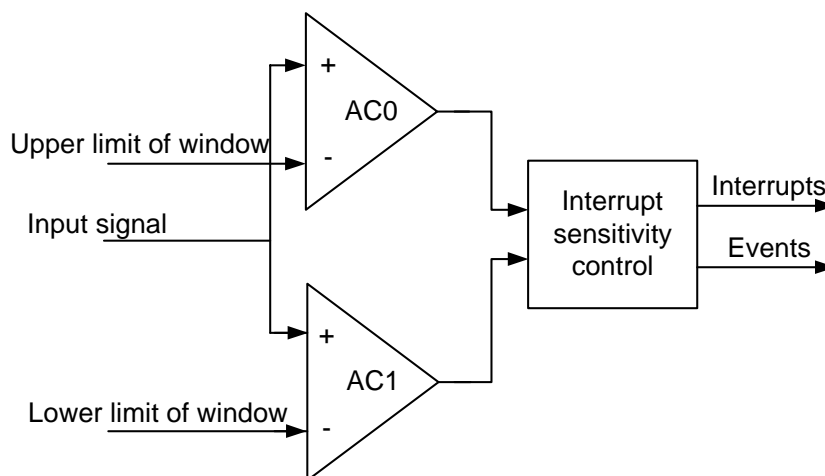 +
AC0
Upper limit of window
-
Input signal
Interrupt
sensitivity
control
Interrupts
Events
+
AC1
Lower limit of window
-